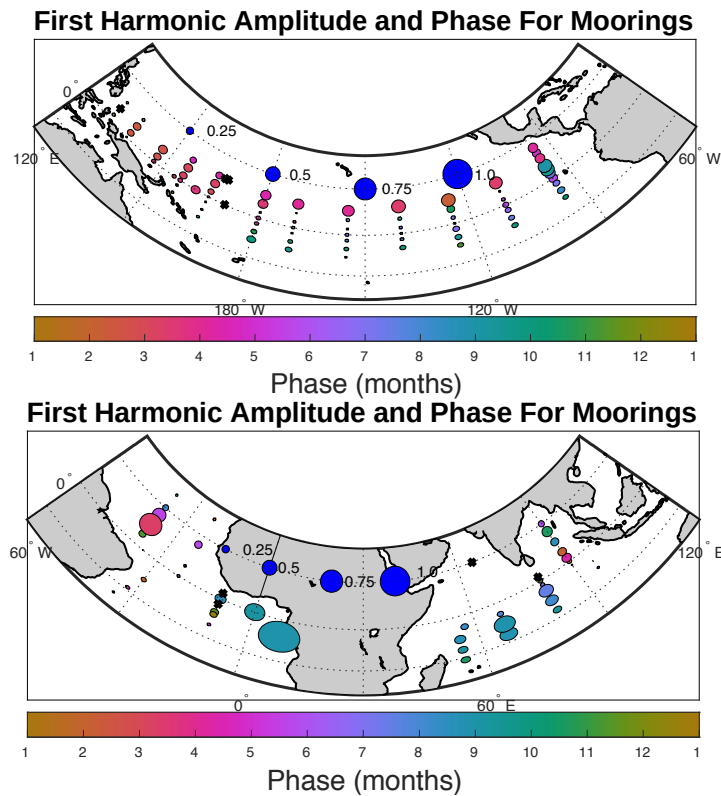 First Harmonic Amplitude and Phase For Moorings
0°
120° E
60° W
0.25
0.5
0.75
1.0
180° W
120° W
1 2 3 4 5 6 7 8 9 10 11 12 1
Phase (months)
First Harmonic Amplitude and Phase For Moorings
0°
60° W
120° E
0.25
0.5
0.75
1.0
0°
60° E
1 2 3 4 5 6 7 8 9 10 11 12 1
Phase (months)